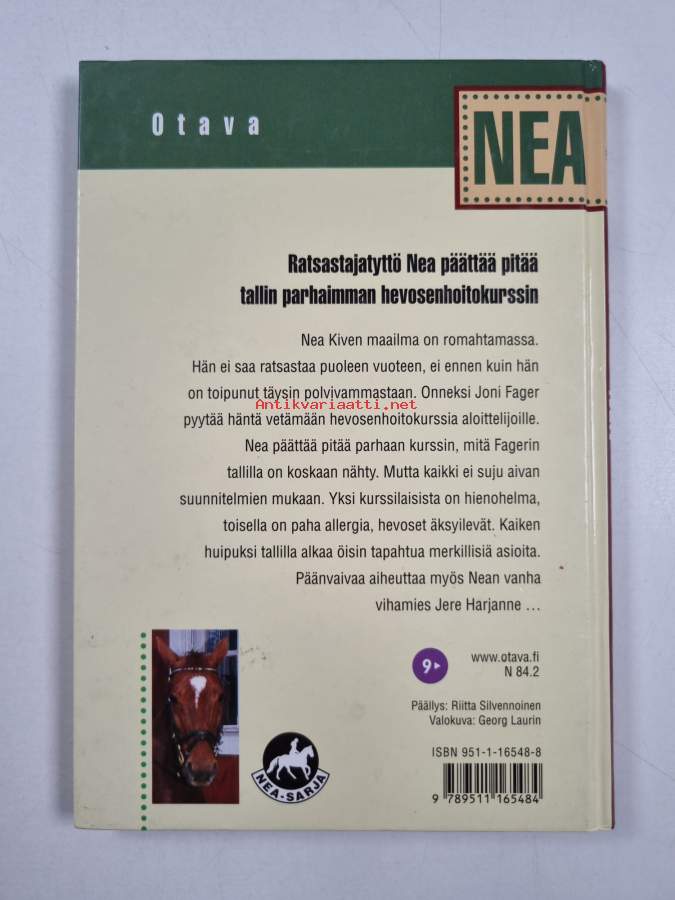 Otava
NEA
Ratsastajatyttö Nea päättää pitää
tallin parhaimman hevosenhoitokurssin
Nea Kiven maailma on romahtamassa.
Hän ei saa ratsastaa puoleen vuoteen, ei ennen kuin hän
on toipunut täysin polvivammastaan. Onneksi Joni Fager
Antikvariaatti.net
pyytää häntä vetämään hevosenhoitokurssia aloittelijoille.
Nea päättää pitää parhaan kurssin, mitä Fagerin
tallilla on koskaan nähty. Mutta kaikki ei suju aivan
suunnitelmien mukaan. Yksi kurssilaisista on hienohelma,
toisella on paha allergia, hevoset äksyilevät. Kaiken
huipuksi tallilla alkaa öisin tapahtua merkillisiä asioita.
Päänvaivaa aiheuttaa myös Nean vanha
vihamies Jere Harjanne ...
9
www.otava.fi
N 84.2
Päällys: Riitta Silvennoinen
Valokuva: Georg Laurin
NEA-SARJA
ISBN 951-1-16548-8
9 789511 165484